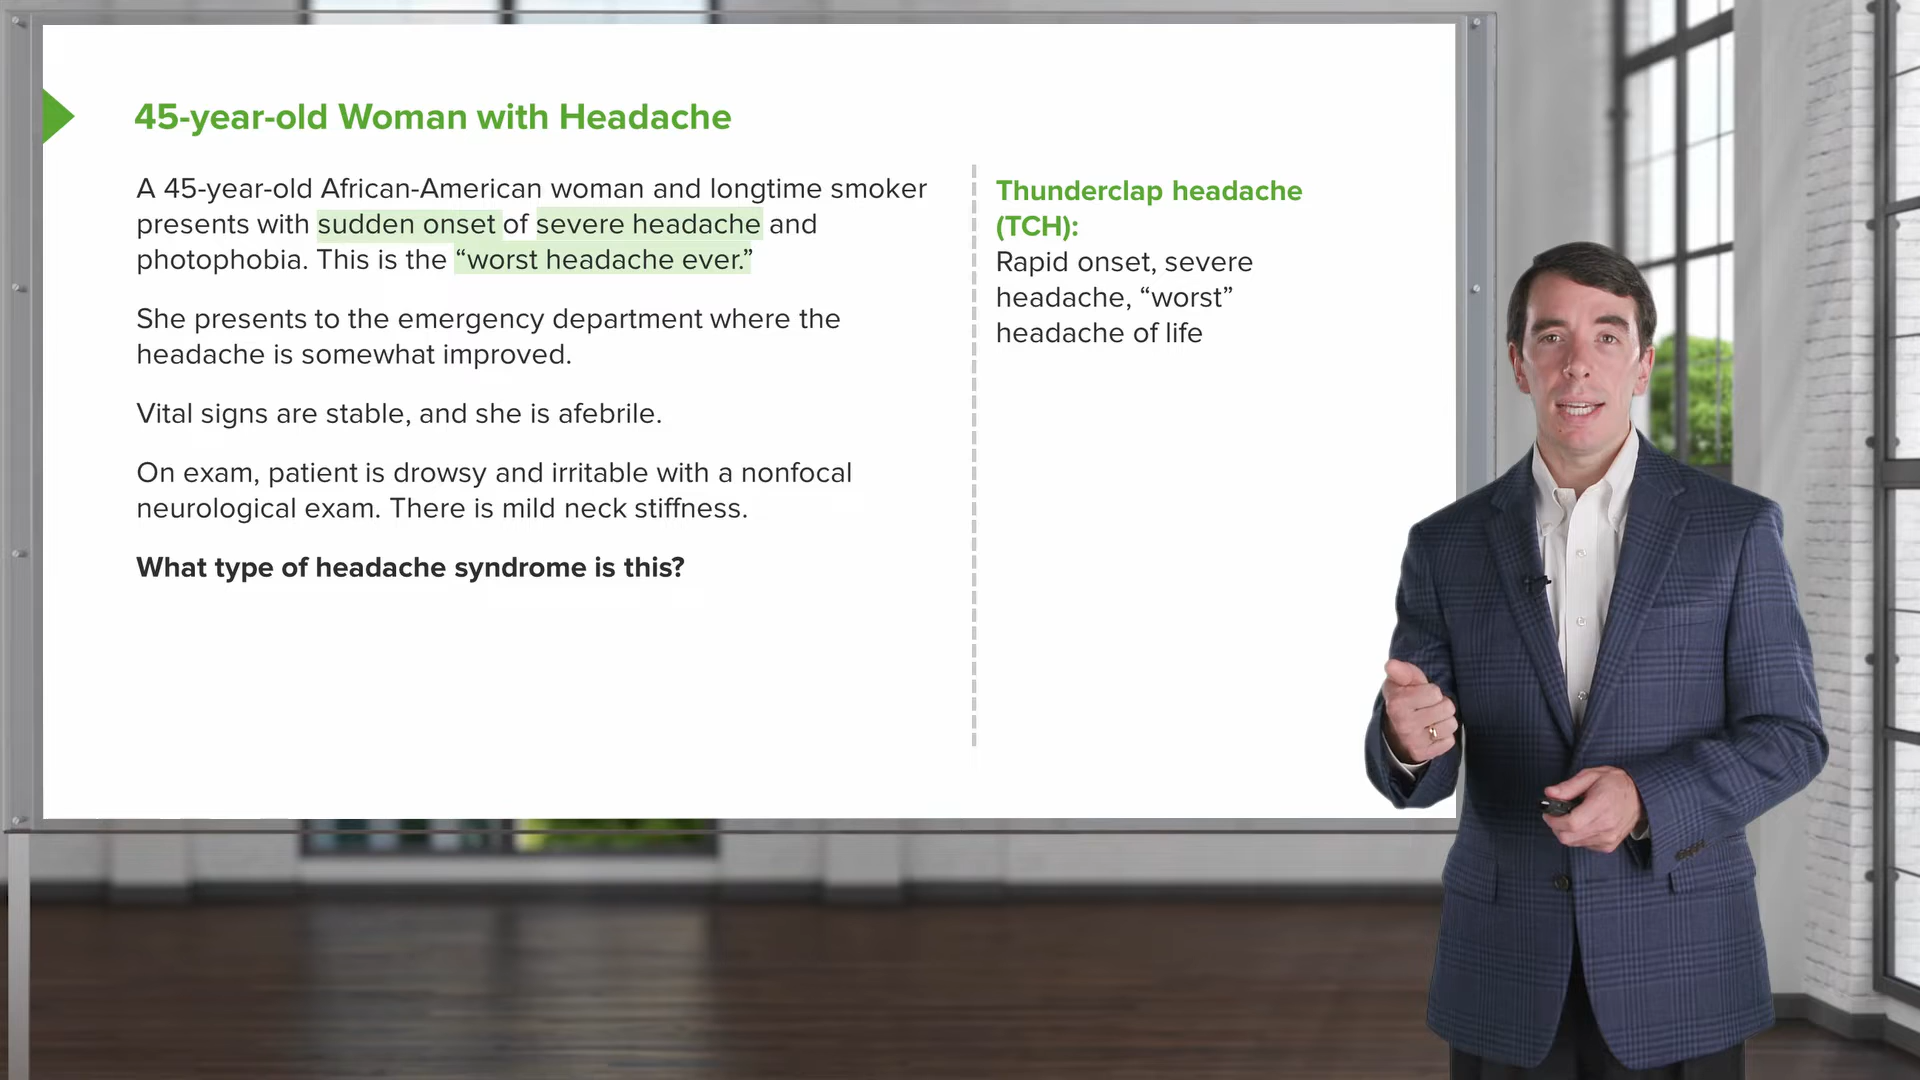 45-year-old Woman with Headache
A 45-year-old African-American woman and longtime smoker
presents with sudden onset of severe headache and
photophobia. This is the “worst headache ever.”
She presents to the emergency department where the
headache is somewhat improved.
Vital signs are stable, and she is afebrile.
On exam, patient is drowsy and irritable with a nonfocal
neurological exam. There is mild neck stiffness.
What type of headache syndrome is this?
Thunderclap headache
(TCH):
Rapid onset, severe
headache, “worst”
headache of life